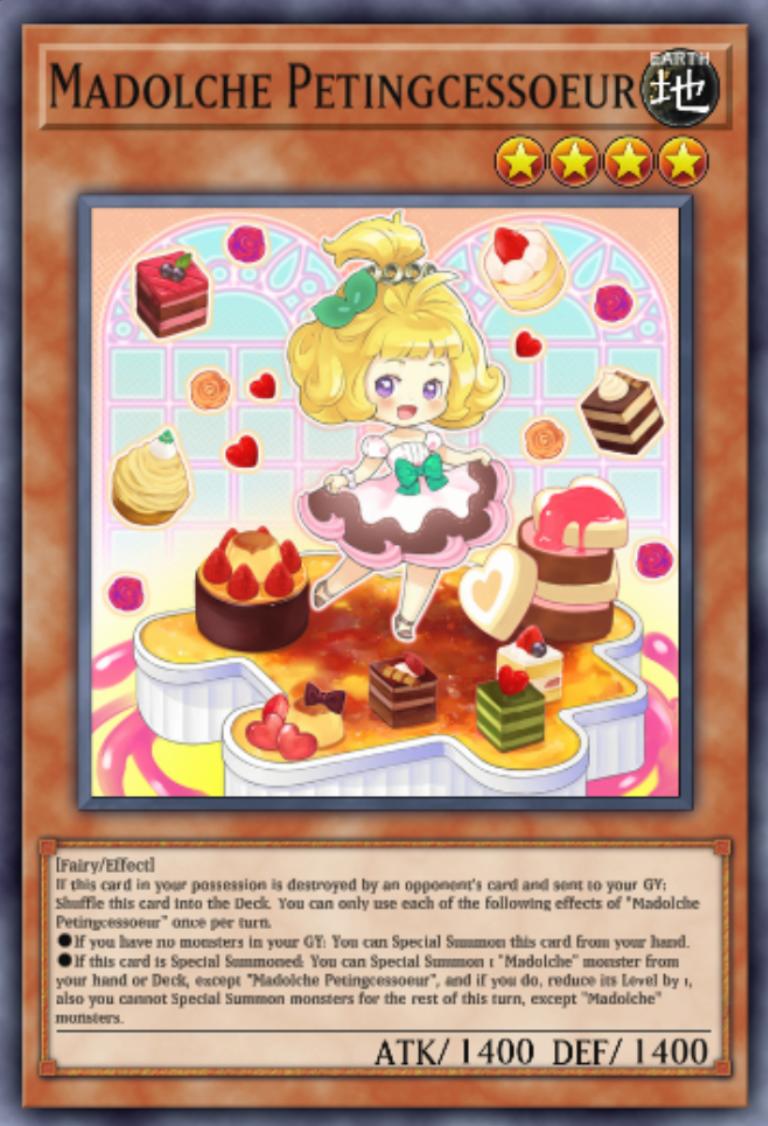 MADOLCHE PETINGCESSOEUR
EARTH
地
[Fairy/Effect]
If this card in your possession is destroyed by an opponent's card and sent to your GY:
Shuffle this card into the Deck. You can only use each of the following effects of "Madolche
Petingcessoeur" once per turn.
●If you have no monsters in your GY: You can Special Summon this card from your hand.
●If this card is Special Summoned: You can Special Summon 1 "Madolche" monster from
your hand or Deck, except "Madolche Petingcessoeur", and if you do, reduce its Level by 1,
also you cannot Special Summon monsters for the rest of this turn, except "Madolche"
monsters.
ATK/ 1400 DEF/ 1400